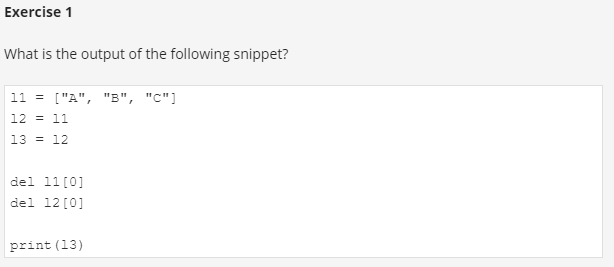 Exercise 1
What is the output of the following snippet?
l1 = ["A", "B", "C"]
l2 = l1
l3 = l2
del l1[0]
del l2[0]
print(l3)